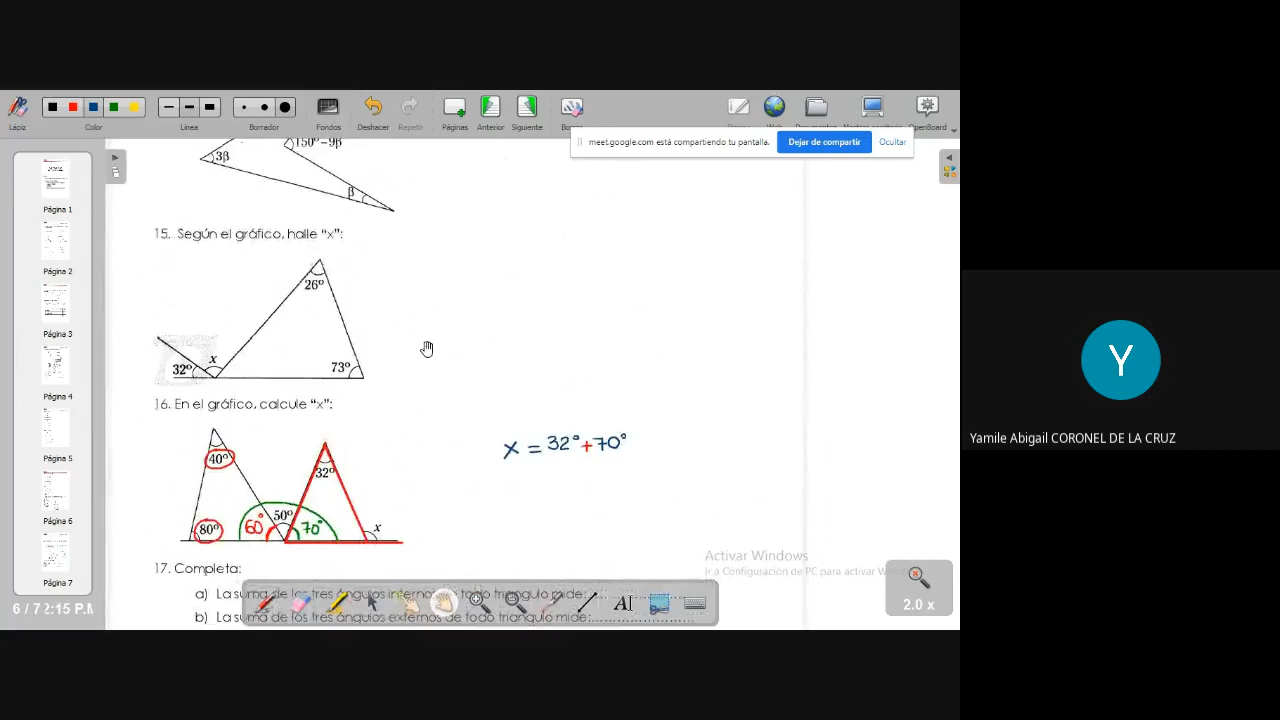 Lápiz
Color
Línea
Borrador
Fondos
Deshacer
Repetir
Páginas
Anterior
Siguiente
OpenBoard
meet.google.com está compartiendo tu pantalla.
Dejar de compartir
Ocultar
Página 1
Página 2
Página 3
Página 4
Página 5
Página 6
Página 7
6 / 7 2:15 P.M
150° – 9β
3β
β
15. Según el gráfico, halle “x”:
26°
32°
x
73°
16. En el gráfico, calcule “x”:
40°
32°
80°
60°
50°
70°
x
x = 32° + 70°
17. Completa:
a) La suma de los tres ángulos internos de todo triángulo mide:
b) La suma de los tres ángulos externos de todo triángulo mide:
Activar Windows
Ir a Configuración de PC para activar
2.0 x
Y
Yamile Abigail CORONEL DE LA CRUZ